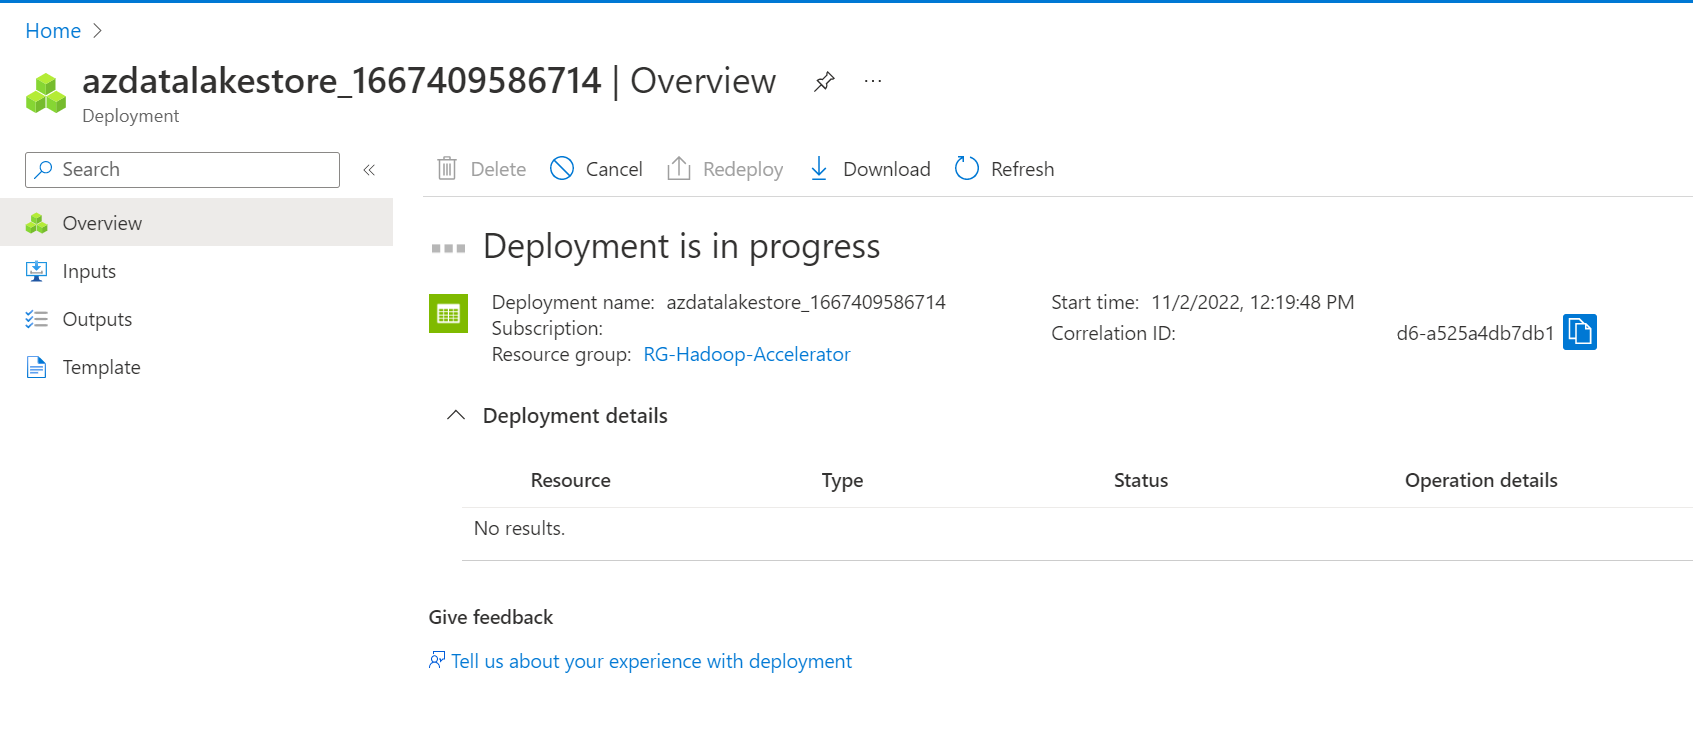 Home
azdatalakestore_1667409586714 | Overview
Deployment
Search
Delete Cancel Redeploy Download Refresh
Overview
Inputs
Outputs
Template
Deployment is in progress
Deployment name: azdatalakestore_1667409586714
Subscription:
Resource group: RG-Hadoop-Accelerator
Start time: 11/2/2022, 12:19:48 PM
Correlation ID: d6-a525a4db7db1
Deployment details
Resource Type Status Operation details
No results.
Give feedback
Tell us about your experience with deployment